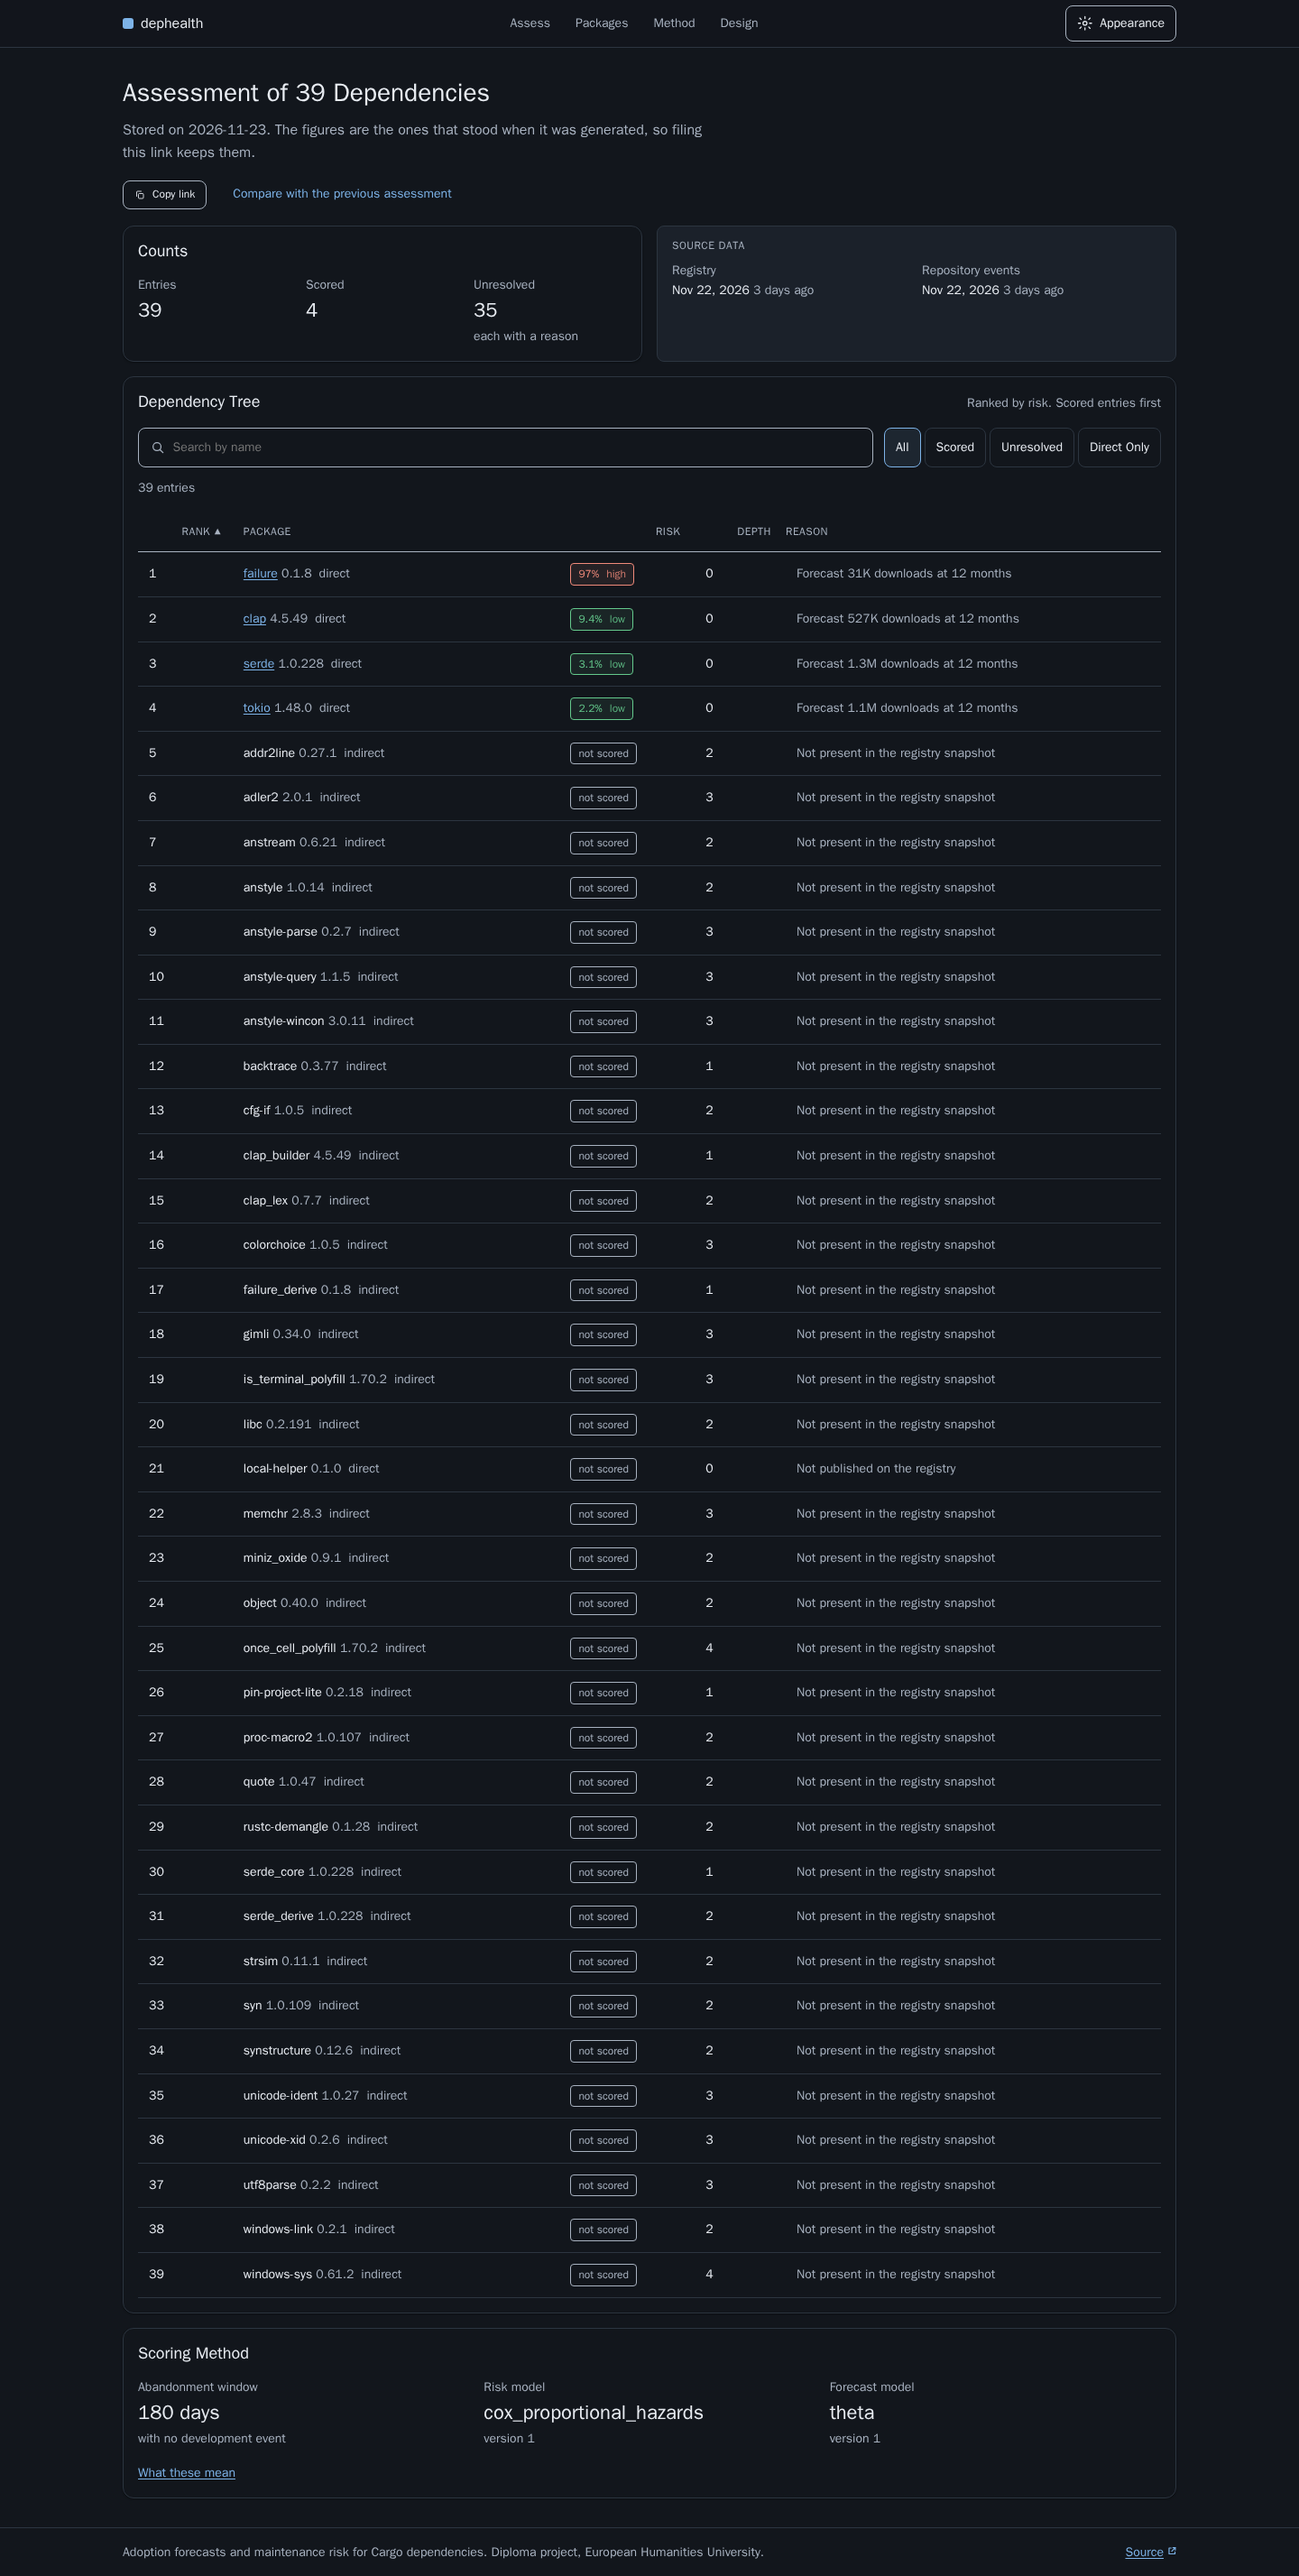 dephealth
Assess Packages Method Design
Appearance
Assessment of 39 Dependencies
Stored on 2026-11-23. The figures are the ones that stood when it was generated, so filing
this link keeps them.
Copy link Compare with the previous assessment
Counts
Entries Scored Unresolved
39 4 35
each with a reason
SOURCE DATA
Registry Repository events
Nov 22, 2026 3 days ago Nov 22, 2026 3 days ago
Dependency Tree Ranked by risk. Scored entries first
Search by name All Scored Unresolved Direct Only
39 entries
RANK ▲ PACKAGE RISK DEPTH REASON
1 failure 0.1.8 direct 97% high 0 Forecast 31K downloads at 12 months
2 clap 4.5.49 direct 9.4% low 0 Forecast 527K downloads at 12 months
3 serde 1.0.228 direct 3.1% low 0 Forecast 1.3M downloads at 12 months
4 tokio 1.48.0 direct 2.2% low 0 Forecast 1.1M downloads at 12 months
5 addr2line 0.27.1 indirect not scored 2 Not present in the registry snapshot
6 adler2 2.0.1 indirect not scored 3 Not present in the registry snapshot
7 anstream 0.6.21 indirect not scored 2 Not present in the registry snapshot
8 anstyle 1.0.14 indirect not scored 2 Not present in the registry snapshot
9 anstyle-parse 0.2.7 indirect not scored 3 Not present in the registry snapshot
10 anstyle-query 1.1.5 indirect not scored 3 Not present in the registry snapshot
11 anstyle-wincon 3.0.11 indirect not scored 3 Not present in the registry snapshot
12 backtrace 0.3.77 indirect not scored 1 Not present in the registry snapshot
13 cfg-if 1.0.5 indirect not scored 2 Not present in the registry snapshot
14 clap_builder 4.5.49 indirect not scored 1 Not present in the registry snapshot
15 clap_lex 0.7.7 indirect not scored 2 Not present in the registry snapshot
16 colorchoice 1.0.5 indirect not scored 3 Not present in the registry snapshot
17 failure_derive 0.1.8 indirect not scored 1 Not present in the registry snapshot
18 gimli 0.34.0 indirect not scored 3 Not present in the registry snapshot
19 is_terminal_polyfill 1.70.2 indirect not scored 3 Not present in the registry snapshot
20 libc 0.2.191 indirect not scored 2 Not present in the registry snapshot
21 local-helper 0.1.0 direct not scored 0 Not published on the registry
22 memchr 2.8.3 indirect not scored 3 Not present in the registry snapshot
23 miniz_oxide 0.9.1 indirect not scored 2 Not present in the registry snapshot
24 object 0.40.0 indirect not scored 2 Not present in the registry snapshot
25 once_cell_polyfill 1.70.2 indirect not scored 4 Not present in the registry snapshot
26 pin-project-lite 0.2.18 indirect not scored 1 Not present in the registry snapshot
27 proc-macro2 1.0.107 indirect not scored 2 Not present in the registry snapshot
28 quote 1.0.47 indirect not scored 2 Not present in the registry snapshot
29 rustc-demangle 0.1.28 indirect not scored 2 Not present in the registry snapshot
30 serde_core 1.0.228 indirect not scored 1 Not present in the registry snapshot
31 serde_derive 1.0.228 indirect not scored 2 Not present in the registry snapshot
32 strsim 0.11.1 indirect not scored 2 Not present in the registry snapshot
33 syn 1.0.109 indirect not scored 2 Not present in the registry snapshot
34 synstructure 0.12.6 indirect not scored 2 Not present in the registry snapshot
35 unicode-ident 1.0.27 indirect not scored 3 Not present in the registry snapshot
36 unicode-xid 0.2.6 indirect not scored 3 Not present in the registry snapshot
37 utf8parse 0.2.2 indirect not scored 3 Not present in the registry snapshot
38 windows-link 0.2.1 indirect not scored 2 Not present in the registry snapshot
39 windows-sys 0.61.2 indirect not scored 4 Not present in the registry snapshot
Scoring Method
Abandonment window Risk model Forecast model
180 days cox_proportional_hazards theta
with no development event version 1 version 1
What these mean
Adoption forecasts and maintenance risk for Cargo dependencies. Diploma project, European Humanities University. Source